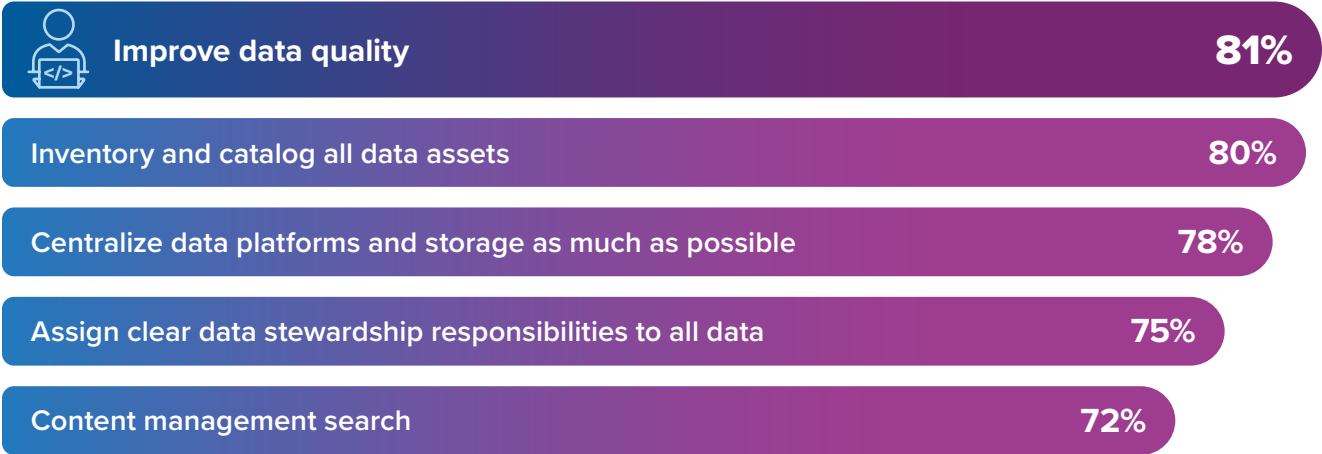 </>
Improve data quality
81%
Inventory and catalog all data assets
80%
Centralize data platforms and storage as much as possible
78%
Assign clear data stewardship responsibilities to all data
75%
Content management search
72%